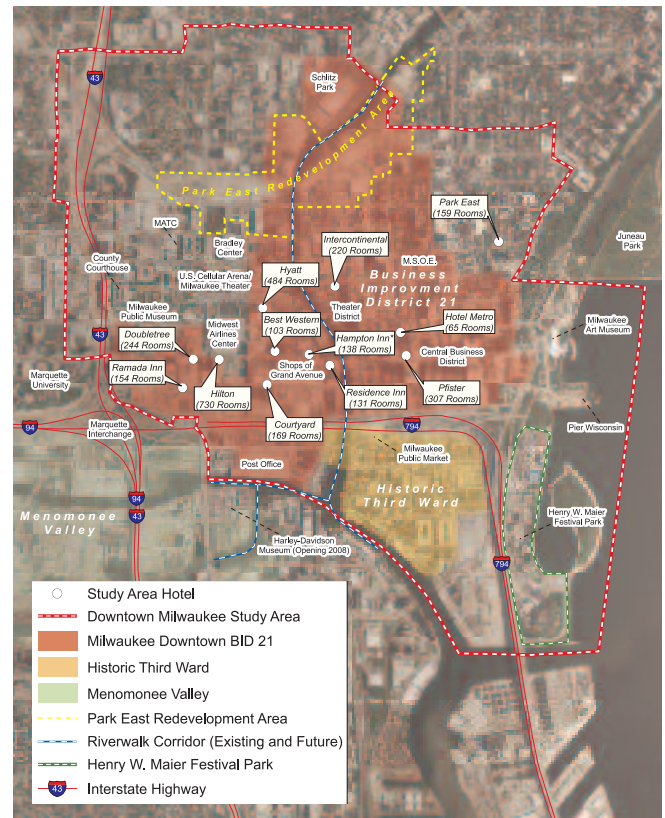 43
Schlitz
Park
Park East Redevelopment Area
Park East
(159 Rooms)
MATC
Juneau
Park
Bradley
Center
Intercontinental
(220 Rooms)
County
Courthouse
M.S.O.E.
Hyatt
(484 Rooms)
U.S. Cellular Arena/
Milwaukee Theater
Business
Improvment
District 21
Milwaukee
Public Museum
Theater
District
Hotel Metro
(65 Rooms)
Milwaukee
Art Museum
43
Doubletree
(244 Rooms)
Midwest
Airlines
Center
Best Western
(103 Rooms)
Hampton Inn*
(138 Rooms)
Central Business
District
Ramada Inn
(154 Rooms)
Shops of
Grand Avenue
Marquette
University
Hilton
(730 Rooms)
Residence Inn
(131 Rooms)
Pfister
(307 Rooms)
Courtyard
(169 Rooms)
94
Marquette
Interchange
794
Pier Wisconsin
Milwaukee
Public Market
Post Office
94
43
Historic
Third Ward
Menomonee
Valley
Henry W. Maier
Festival Park
Harley-Davidson
Museum (Opening 2008)
794
Study Area Hotel
Downtown Milwaukee Study Area
Milwaukee Downtown BID 21
Historic Third Ward
Menomonee Valley
Park East Redevelopment Area
Riverwalk Corridor (Existing and Future)
Henry W. Maier Festival Park
43 Interstate Highway